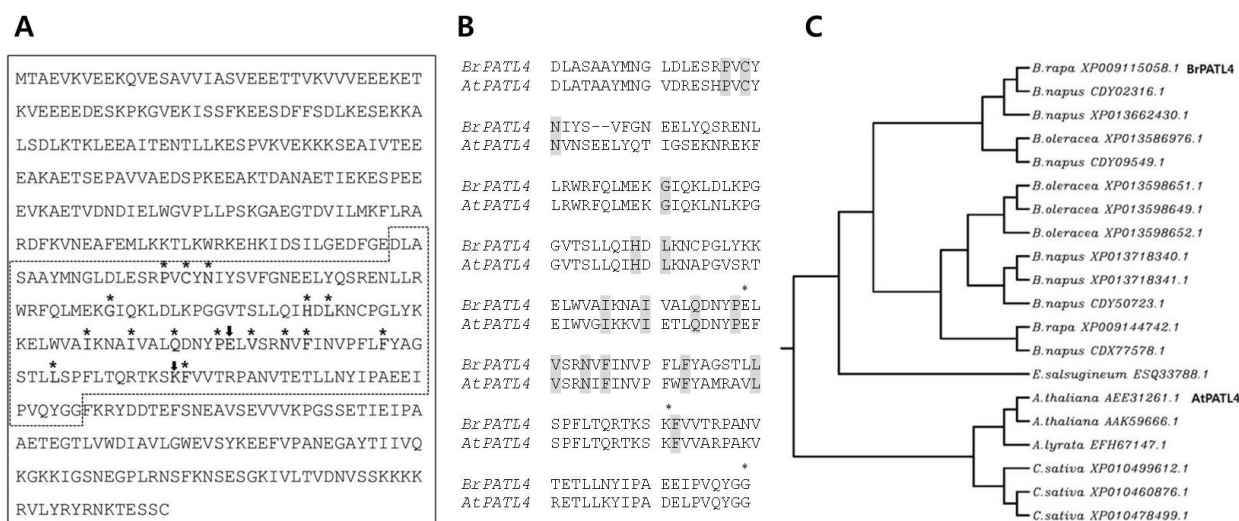 A
MTAEVKVEEKQVESAVVIASVEEETTVKVVVEEEKET
KVEEEEDESKPKGVEKISSFKEESDFFSDLKESEKKA
LSDLKTKLEEAITENTLLKESPVKVEKKKSEAIVTEE
EAKAETSEPAVVAEDSPKEEAKTDANAETIEKESPEE
EVKAETVDNDIELWGVPLLPSKGAEGTDVILMKFLRA
RDFKVNEAFEMLKKTLKWRKEHKIDSILGEDFGEDLA
SAAYMNGLDLESRPVCYNIYSVFGNEELYQSRENLLR
WRFQLMEKGIQKLDLKPGGVTSLLQIHDLKNCPGLYK
KELWVAIKNAIVALQDNYPELVSRNVFINVPFLFYAG
STLLSPFLTQRTKSKFVVTRPANVTETLLNYIPAEEI
PVQYGGFKRYDDTEFSNEAVSEVVVKPGSSETIEIPA
AETEGTLVWDIAVLGWEVSYKEEFVPANEGAYTIIVQ
KGKKIGSNEGPLRNSFKNSESGKIVLTVDNVSSKKKK
RVLYRYRNKTESSC
B
BrPATL4 DLASAAYMNG LDLESRPVCY
AtPATL4 DLATAAYMNG VDRESHPVCY
BrPATL4 NIYS--VFGN EELYQSRENL
AtPATL4 NVNSEELYQT IGSEKNREKF
BrPATL4 LRWRFQLMEK GIQKLDLKPG
AtPATL4 LRWRFQLMEK GIQKLNLKPG
BrPATL4 GVTSLLQIHD LKNCPGLYKK
AtPATL4 GVTSLLQIHD LKNAPGVSRT
*
BrPATL4 ELWVAIKNAI VALQDNYPEL
AtPATL4 EIWVGIKKVI ETLQDNYPEF
BrPATL4 VSRNVFINVP FLFYAGSTLL
AtPATL4 VSRNIFINVP FWFYAMRAVL
*
BrPATL4 SPFLTQRTKS KFVVTRPANV
AtPATL4 SPFLTQRTKS KFVVARPAKV
*
BrPATL4 TETLLNYIPA EEIPVQYGG
AtPATL4 RETLLKYIPA DELPVQYGG
C
B.rapa XP009115058.1 BrPATL4
B.napus CDY02316.1
B.napus XP013662430.1
B.oleracea XP013586976.1
B.napus CDY09549.1
B.oleracea XP013598651.1
B.oleracea XP013598649.1
B.oleracea XP013598652.1
B.napus XP013718340.1
B.napus XP013718341.1
B.napus CDY50723.1
B.rapa XP009144742.1
B.napus CDX77578.1
E.salsugineum ESQ33788.1
A.thaliana AEE31261.1 AtPATL4
A.thaliana AAK59666.1
A.lyrata EFH67147.1
C.sativa XP010499612.1
C.sativa XP010460876.1
C.sativa XP010478499.1